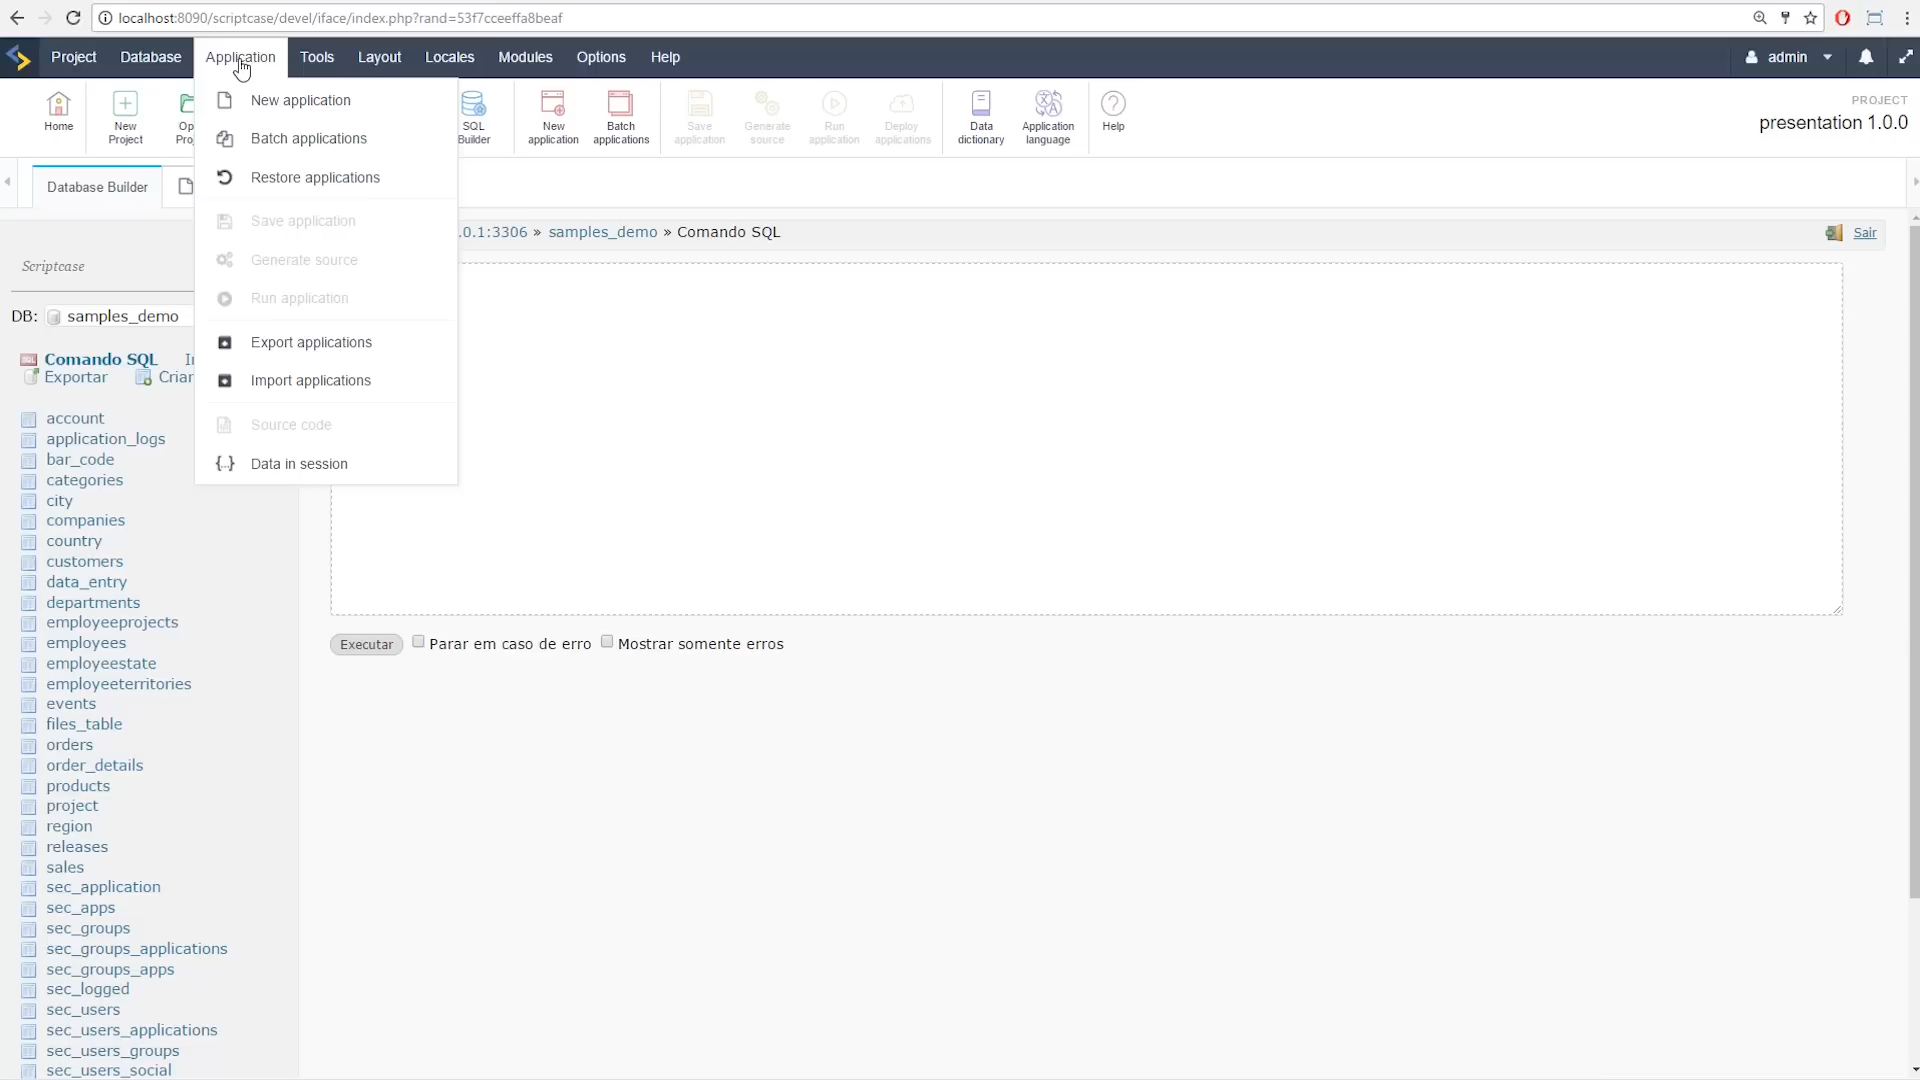 localhost:8090/scriptcase/devel/iface/index.php?rand=53f7cceeffa8beaf
Project Database Application Tools Layout Locales Modules Options Help admin
Home
New Project
SQL Builder
New application
Batch applications
Save application
Generate source
Run application
Deploy applications
Data dictionary
Application language
Help
PROJECT
presentation 1.0.0
New application
Batch applications
Restore applications
Save application
Generate source
Run application
Export applications
Import applications
Source code
Data in session
Database Builder
.0.1:3306 » samples_demo » Comando SQL
Sair
Scriptcase
DB: samples_demo
Comando SQL
Exportar Criar
account
application_logs
bar_code
categories
city
companies
country
customers
data_entry
departments
employeeprojects
employees
employeestate
employeeterritories
events
files_table
orders
order_details
products
project
region
releases
sales
sec_application
sec_apps
sec_groups
sec_groups_applications
sec_groups_apps
sec_logged
sec_users
sec_users_applications
sec_users_groups
sec_users_social
Executar Parar em caso de erro Mostrar somente erros